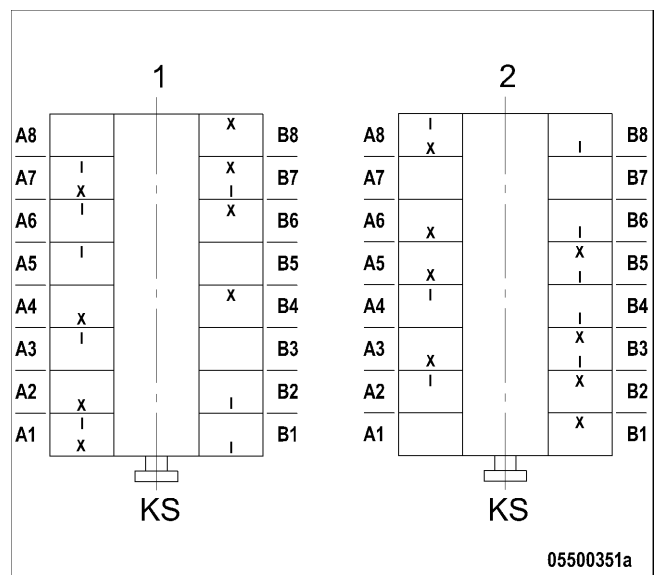 1 2
X I
A8 B8 A8 B8
X I
I X
A7 B7 A7 B7
X I
I X
A6 B6 A6 B6
X I
I X
A5 B5 A5 B5
X I
X I
A4 B4 A4 B4
X I
I X
A3 B3 A3 B3
X I
I X
A2 B2 A2 B2
X I
I X
A1 B1 A1 B1
X I
KS KS
05500351a